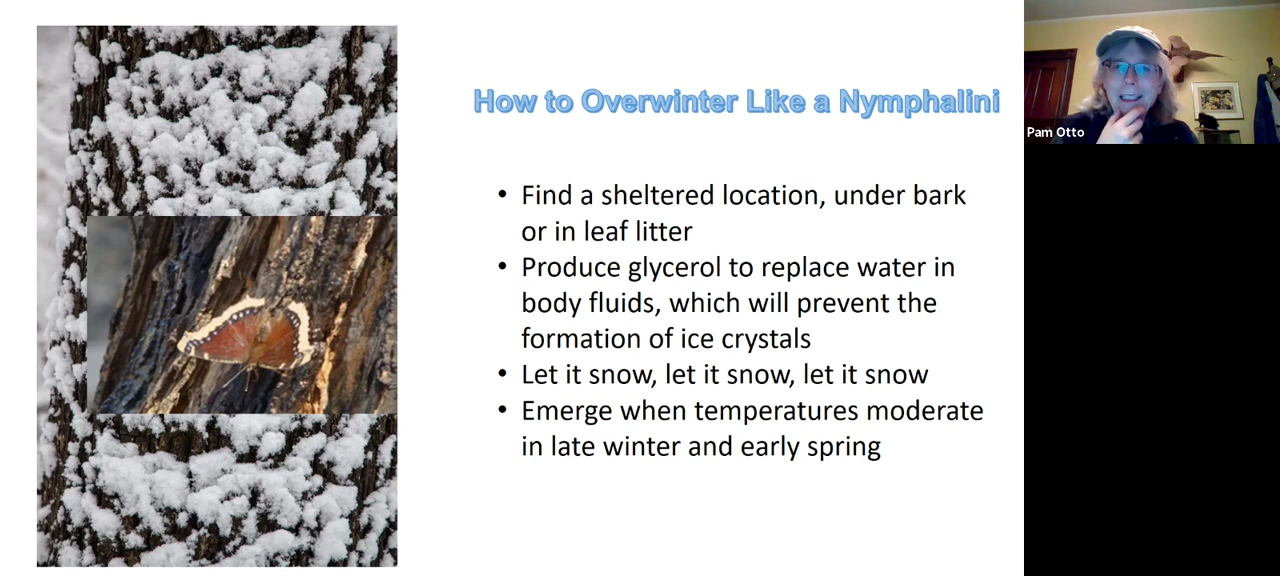 How to Overwinter Like a Nymphalini
• Find a sheltered location, under bark
or in leaf litter
• Produce glycerol to replace water in
body fluids, which will prevent the
formation of ice crystals
• Let it snow, let it snow, let it snow
• Emerge when temperatures moderate
in late winter and early spring
Pam Otto